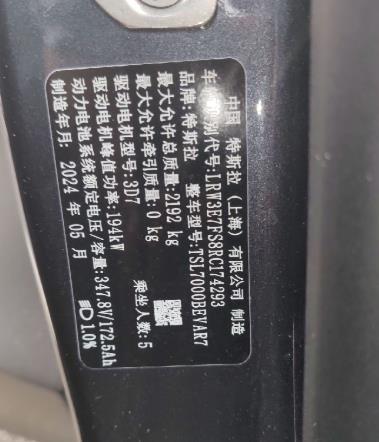 中国 特斯拉 (上海) 有限公司 制造
车辆识别代号:LRW3E7FS8RC174293
品牌:特斯拉 整车型号:TSL7000BEVAR7
最大允许总质量:2192 kg
最大允许牵引质量:0 kg 乘坐人数:5
驱动电机型号:3D7
驱动电机峰值功率:194kW
动力电池系统额定电压/容量:347.8V/172.5Ah
制造年月: 2024 年 05 月 1.0%